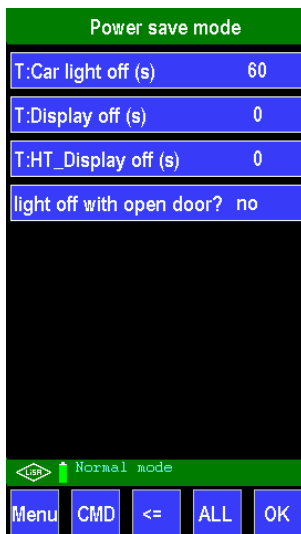 Power save mode
T:Car light off (s) 60
T:Display off (s) 0
T:HT_Display off (s) 0
light off with open door? no
LiSA Normal mode
Menu CMD <= ALL OK